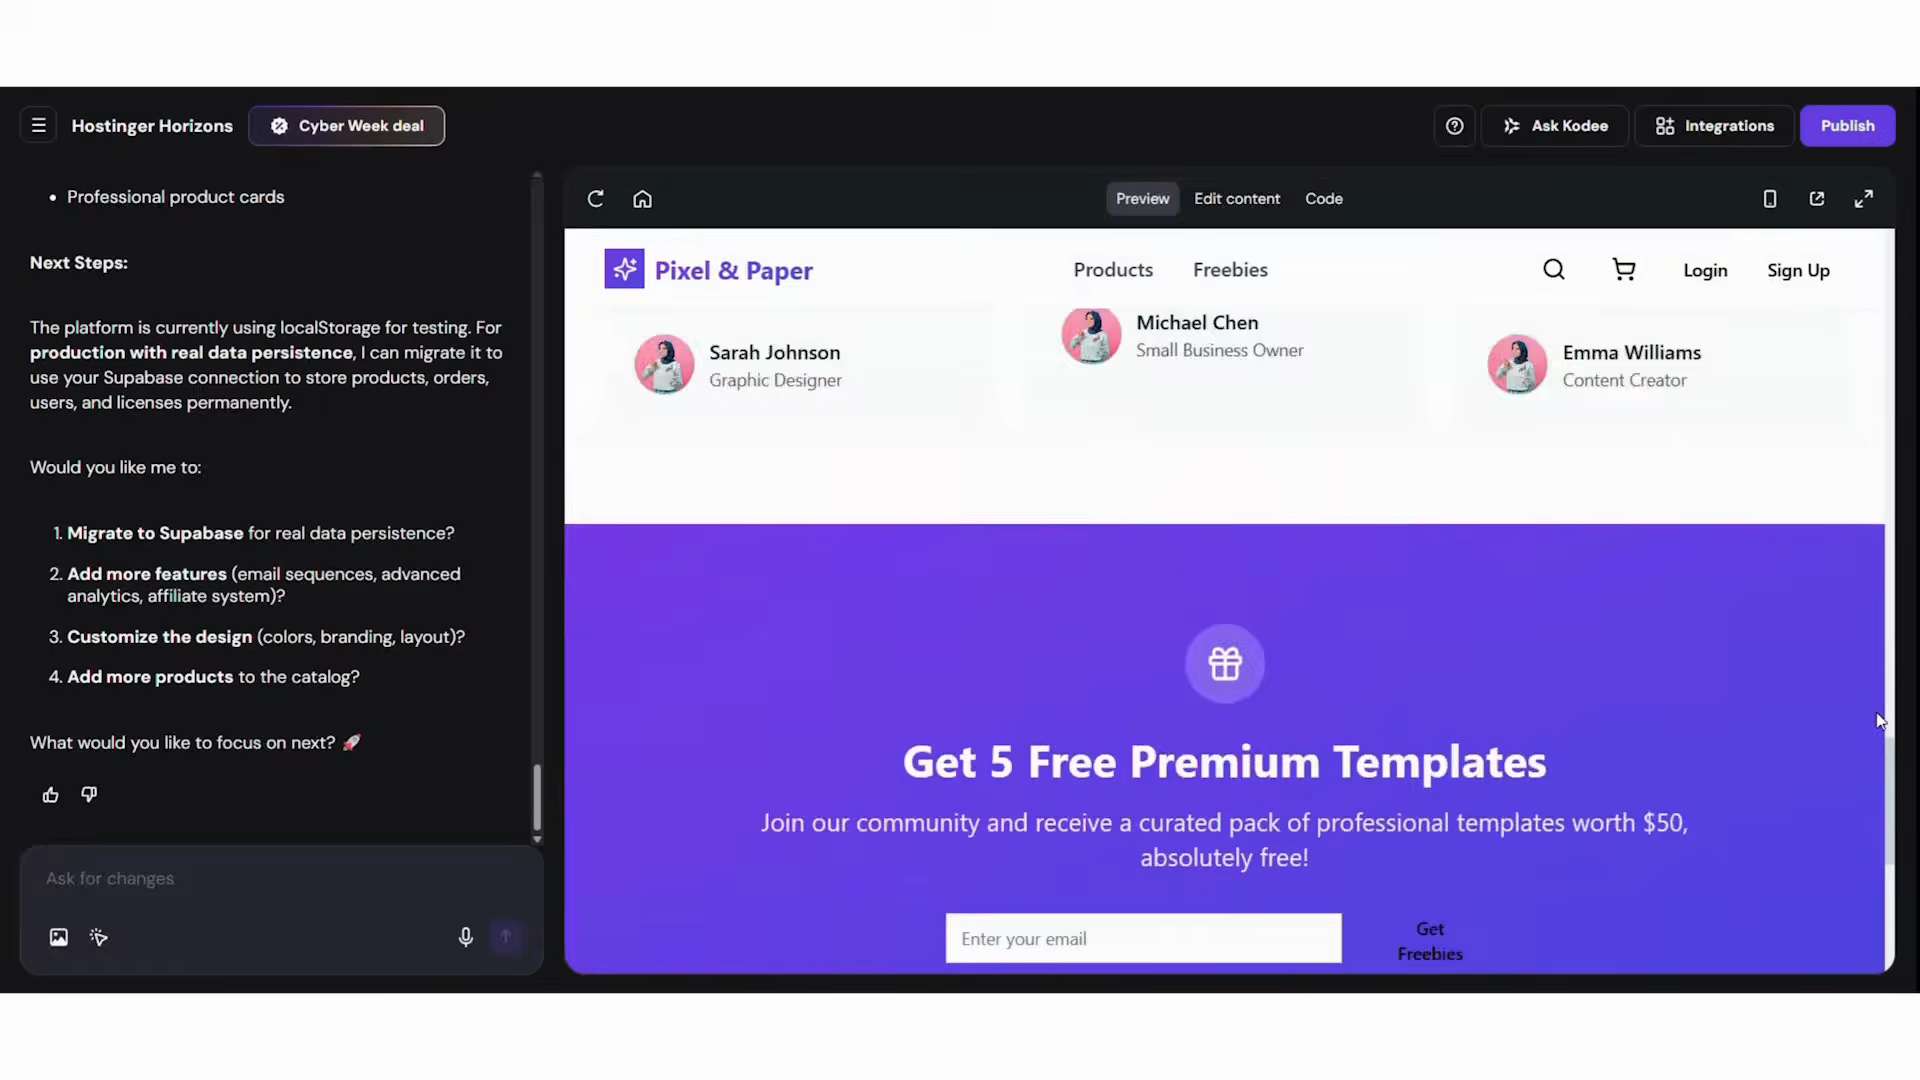 Hostinger Horizons
Cyber Week deal
Ask Kodee
Integrations
Publish
• Professional product cards
Next Steps:
The platform is currently using localStorage for testing. For
production with real data persistence, I can migrate it to
use your Supabase connection to store products, orders,
users, and licenses permanently.
Would you like me to:
1. Migrate to Supabase for real data persistence?
2. Add more features (email sequences, advanced
analytics, affiliate system)?
3. Customize the design (colors, branding, layout)?
4. Add more products to the catalog?
What would you like to focus on next? 🚀
Ask for changes
Preview
Edit content
Code
Pixel & Paper
Products
Freebies
Login
Sign Up
Sarah Johnson
Graphic Designer
Michael Chen
Small Business Owner
Emma Williams
Content Creator
Get 5 Free Premium Templates
Join our community and receive a curated pack of professional templates worth $50,
absolutely free!
Enter your email
Get
Freebies